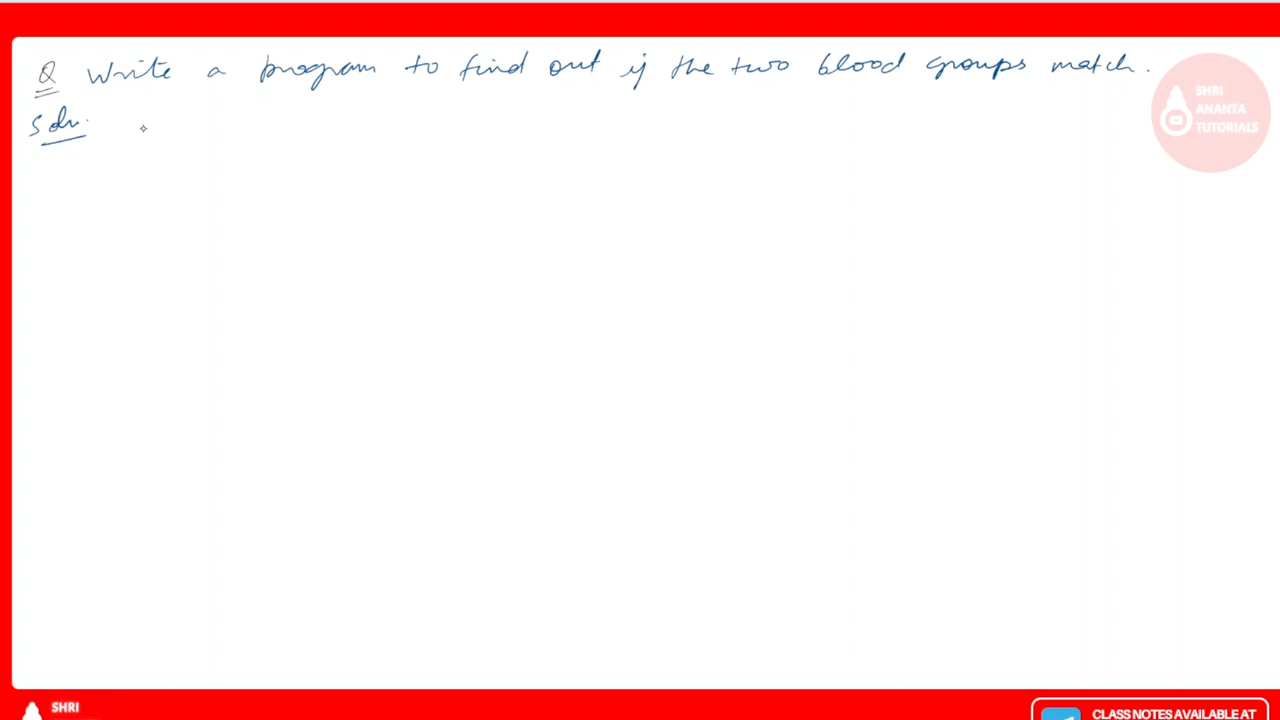 Q Write a program to find out if the two blood groups match.
Soln.
SHRI
ANANTA
TUTORIALS
SHRI
CLASS NOTES AVAILABLE AT